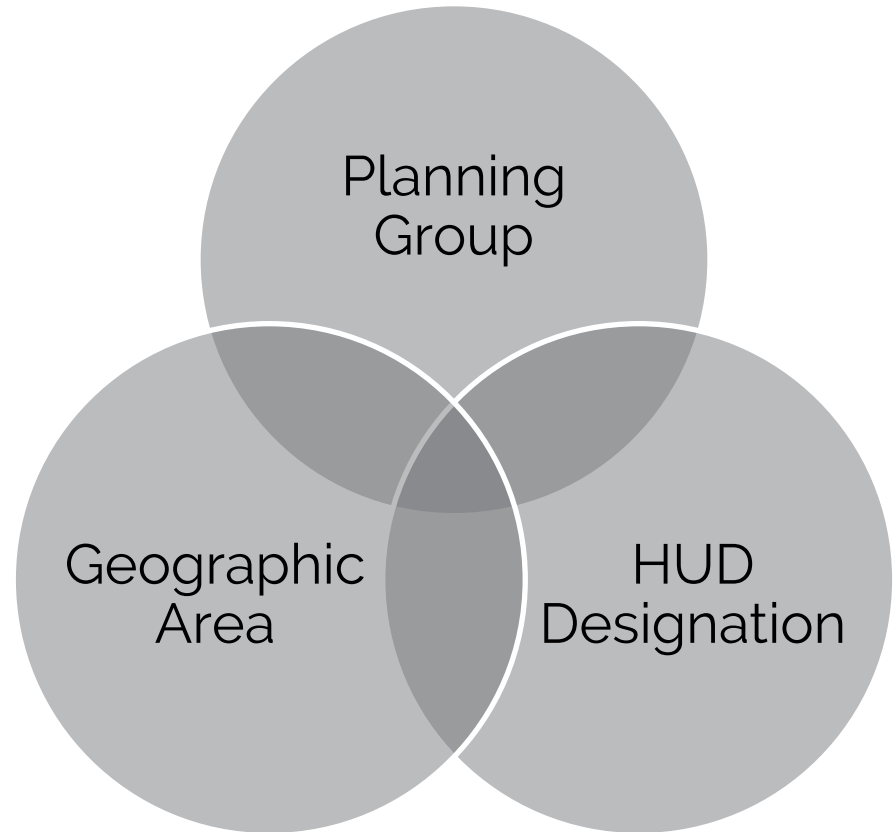 Planning
Group
Geographic
Area
HUD
Designation